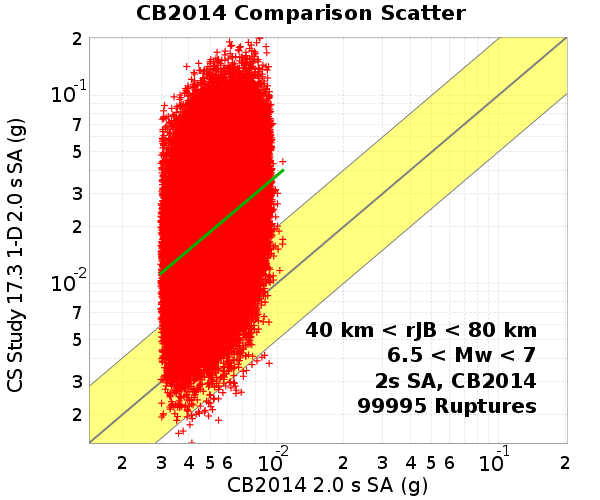 CB2014 Comparison Scatter
CS Study 17.3 1-D 2.0 s SA (g)
2
10-1
7
5
3
2
10-2
7
5
3
2
40 km < rJB < 80 km
6.5 < Mw < 7
2s SA, CB2014
99995 Ruptures
2 3 4 5 6 10-2 2 3 4 5 6 10-1 2
CB2014 2.0 s SA (g)